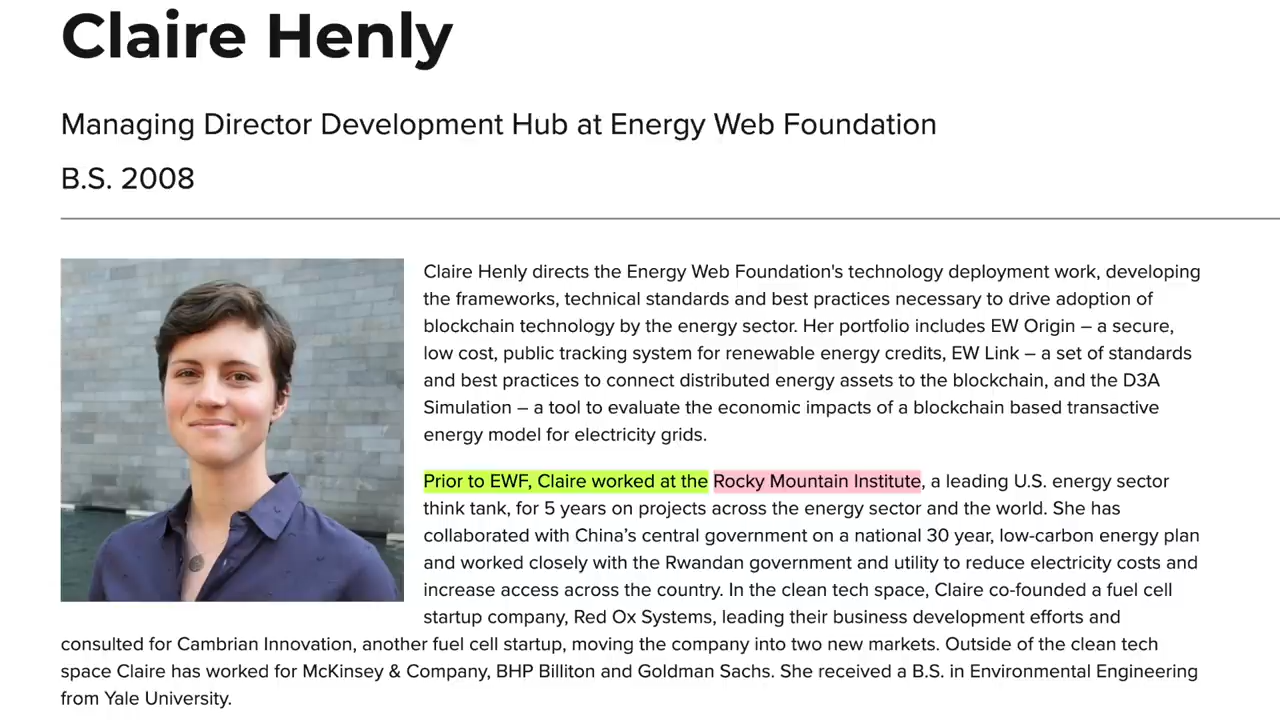 Claire Henly
Managing Director Development Hub at Energy Web Foundation
B.S. 2008
Claire Henly directs the Energy Web Foundation's technology deployment work, developing
the frameworks, technical standards and best practices necessary to drive adoption of
blockchain technology by the energy sector. Her portfolio includes EW Origin – a secure,
low cost, public tracking system for renewable energy credits, EW Link – a set of standards
and best practices to connect distributed energy assets to the blockchain, and the D3A
Simulation – a tool to evaluate the economic impacts of a blockchain based transactive
energy model for electricity grids.
Prior to EWF, Claire worked at the Rocky Mountain Institute, a leading U.S. energy sector
think tank, for 5 years on projects across the energy sector and the world. She has
collaborated with China’s central government on a national 30 year, low-carbon energy plan
and worked closely with the Rwandan government and utility to reduce electricity costs and
increase access across the country. In the clean tech space, Claire co-founded a fuel cell
startup company, Red Ox Systems, leading their business development efforts and
consulted for Cambrian Innovation, another fuel cell startup, moving the company into two new markets. Outside of the clean tech
space Claire has worked for McKinsey & Company, BHP Billiton and Goldman Sachs. She received a B.S. in Environmental Engineering
from Yale University.